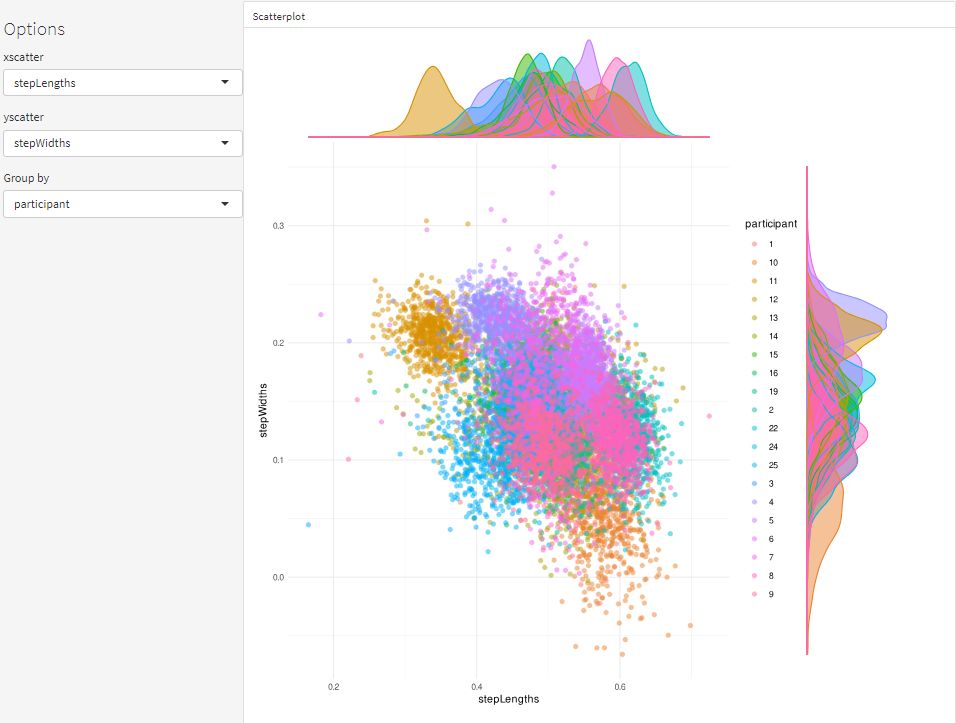 Options
xscatter
stepLengths
yscatter
stepWidths
Group by
participant
Scatterplot
stepWidths
0.3
0.2
0.1
0.0
0.2
0.4
0.6
stepLengths
participant
1
10
11
12
13
14
15
16
19
2
22
24
25
3
4
5
6
7
8
9